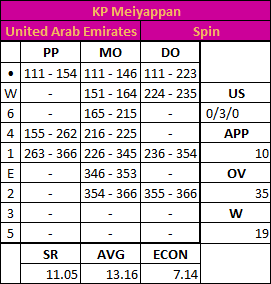 KP Meiyappan
United Arab Emirates Spin
PP MO DO
• 111 - 154 111 - 146 111 - 223
W - 151 - 164 224 - 235 US
6 - 165 - 215 - 0/3/0
4 155 - 262 216 - 225 - APP
1 263 - 366 226 - 345 236 - 354 10
E - 346 - 353 - OV
2 - 354 - 366 355 - 366 35
3 - - - W
5 - - - 19
SR AVG ECON
11.05 13.16 7.14